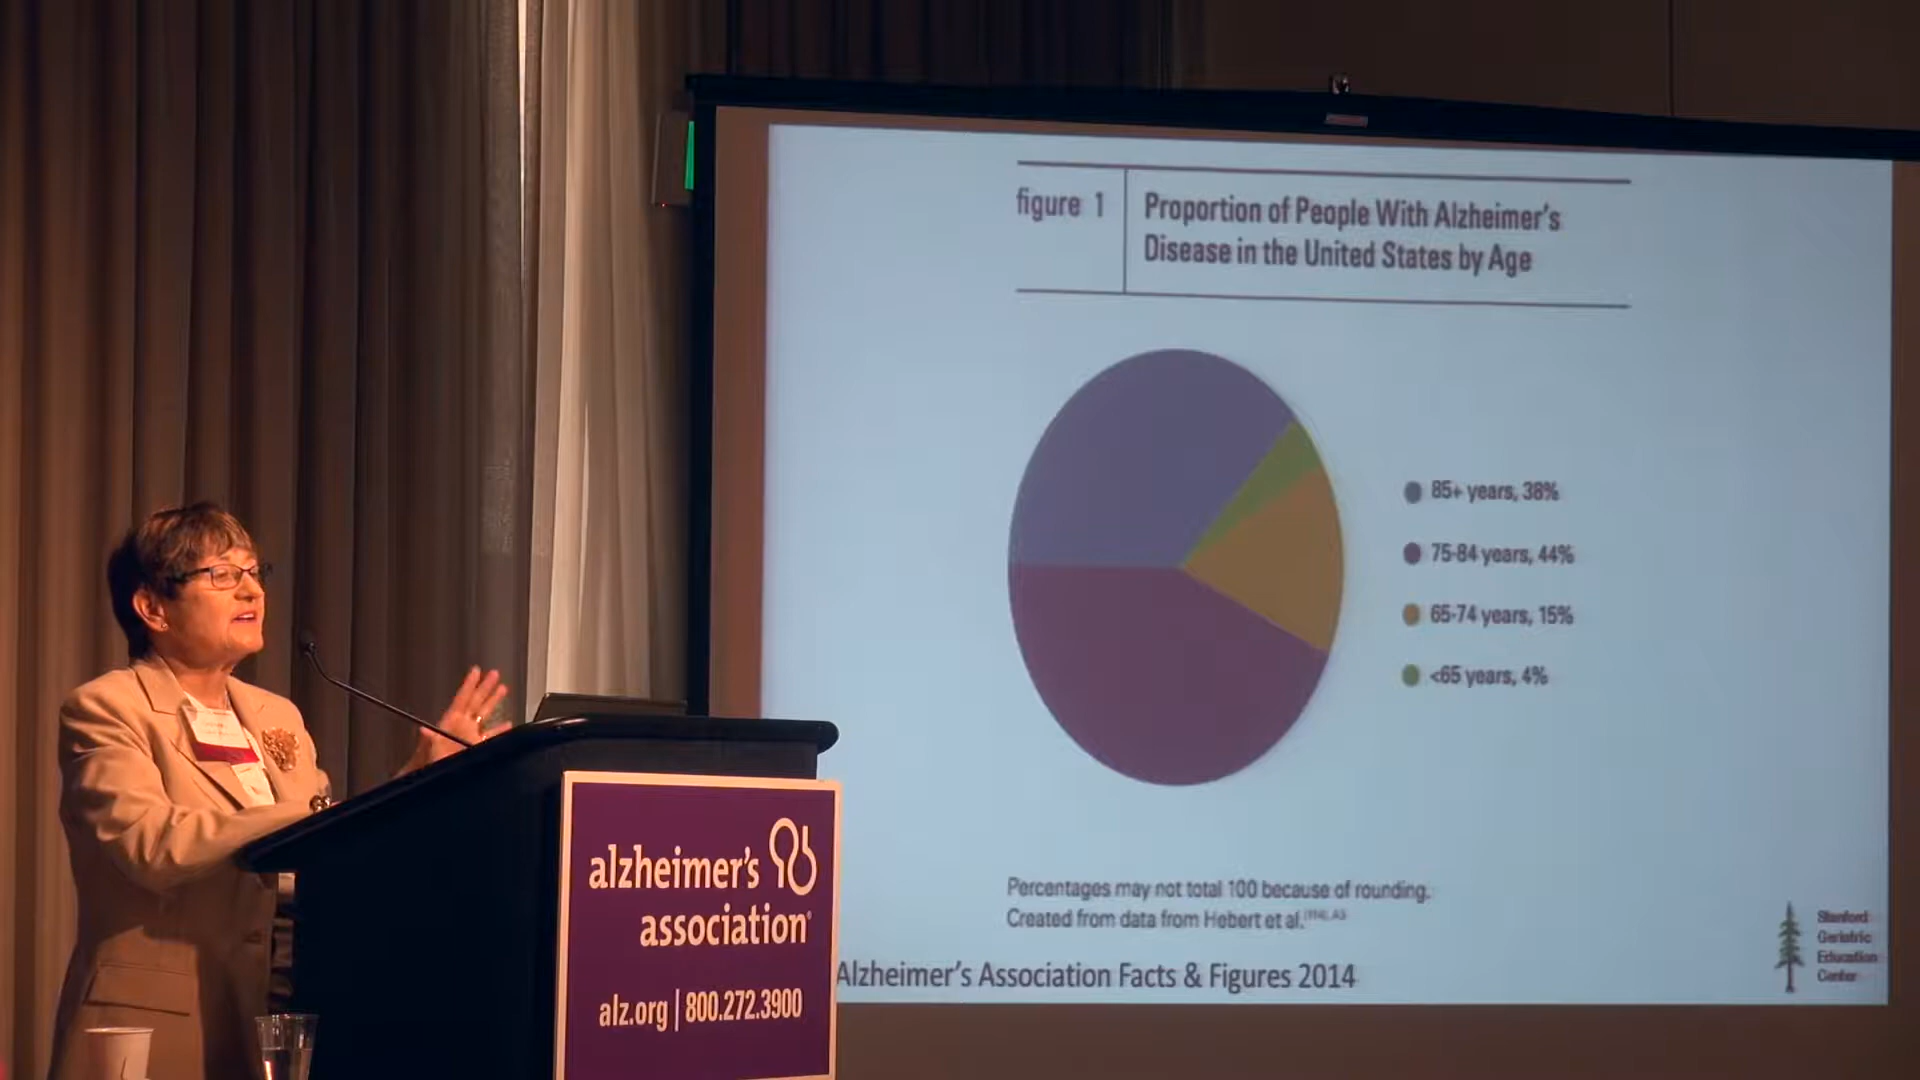 figure 1
Proportion of People With Alzheimer's
Disease in the United States by Age
85+ years, 38%
75-84 years, 44%
65-74 years, 15%
<65 years, 4%
Percentages may not total 100 because of rounding.
Created from data from Hebert et al.
Alzheimer's Association Facts & Figures 2014
Stanford
Geriatric
Education
Center
alzheimer's
association
alz.org | 800.272.3900